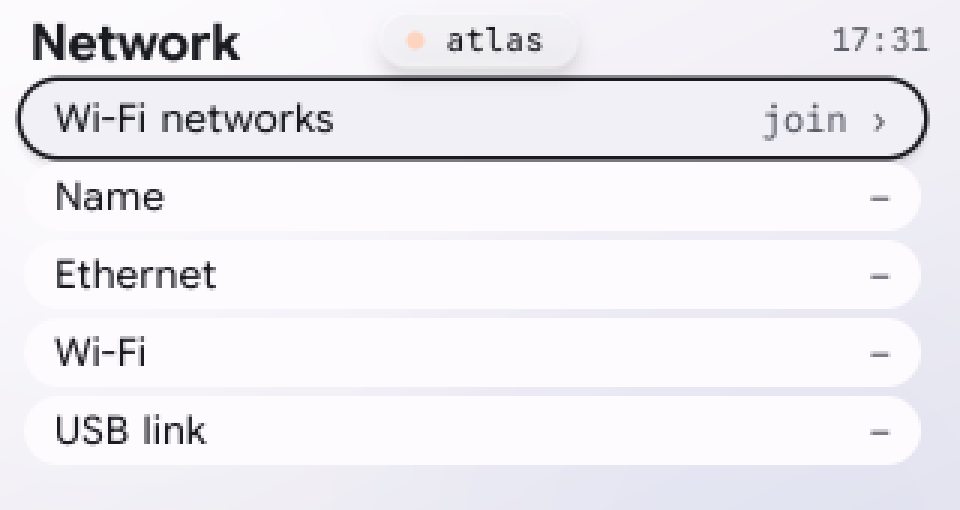 Network atlas 17:31
Wi-Fi networks join ›
Name –
Ethernet –
Wi-Fi –
USB link –